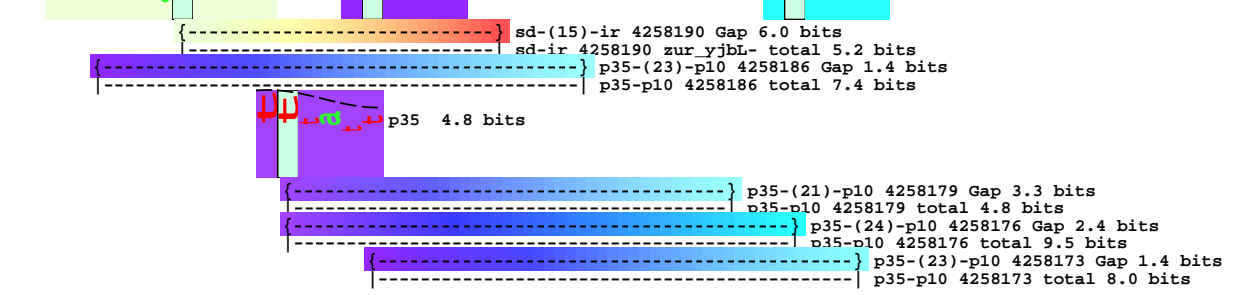 {------------------------------} sd-(15)-ir 4258190 Gap 6.0 bits
|------------------------------| sd-ir 4258190 zur_yjbL- total 5.2 bits
{----------------------------------------------} p35-(23)-p10 4258186 Gap 1.4 bits
|----------------------------------------------| p35-p10 4258186 total 7.4 bits
tttatt p35 4.8 bits
{------------------------------------------} p35-(21)-p10 4258179 Gap 3.3 bits
|------------------------------------------| p35-p10 4258179 total 4.8 bits
{------------------------------------------------} p35-(24)-p10 4258176 Gap 2.4 bits
|------------------------------------------------| p35-p10 4258176 total 9.5 bits
{----------------------------------------------} p35-(23)-p10 4258173 Gap 1.4 bits
|----------------------------------------------| p35-p10 4258173 total 8.0 bits